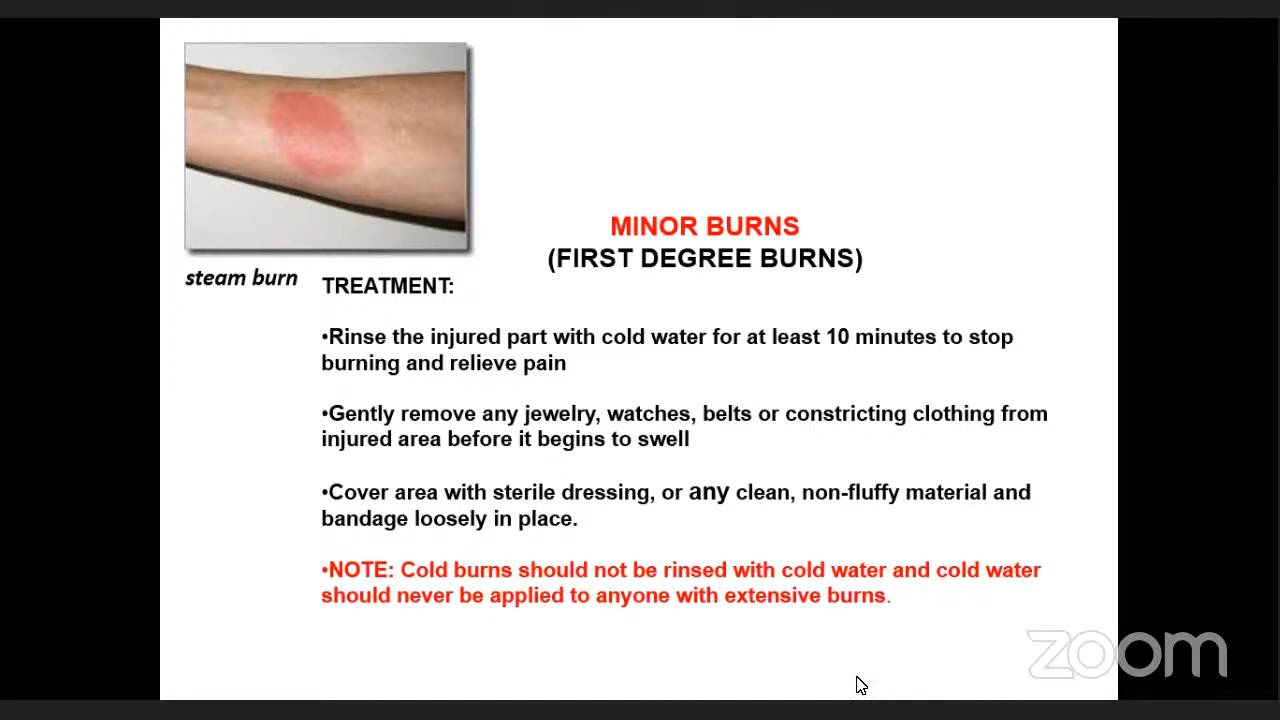 MINOR BURNS
(FIRST DEGREE BURNS)
steam burn
TREATMENT:
•Rinse the injured part with cold water for at least 10 minutes to stop
burning and relieve pain
•Gently remove any jewelry, watches, belts or constricting clothing from
injured area before it begins to swell
•Cover area with sterile dressing, or any clean, non-fluffy material and
bandage loosely in place.
•NOTE: Cold burns should not be rinsed with cold water and cold water
should never be applied to anyone with extensive burns.
zoom